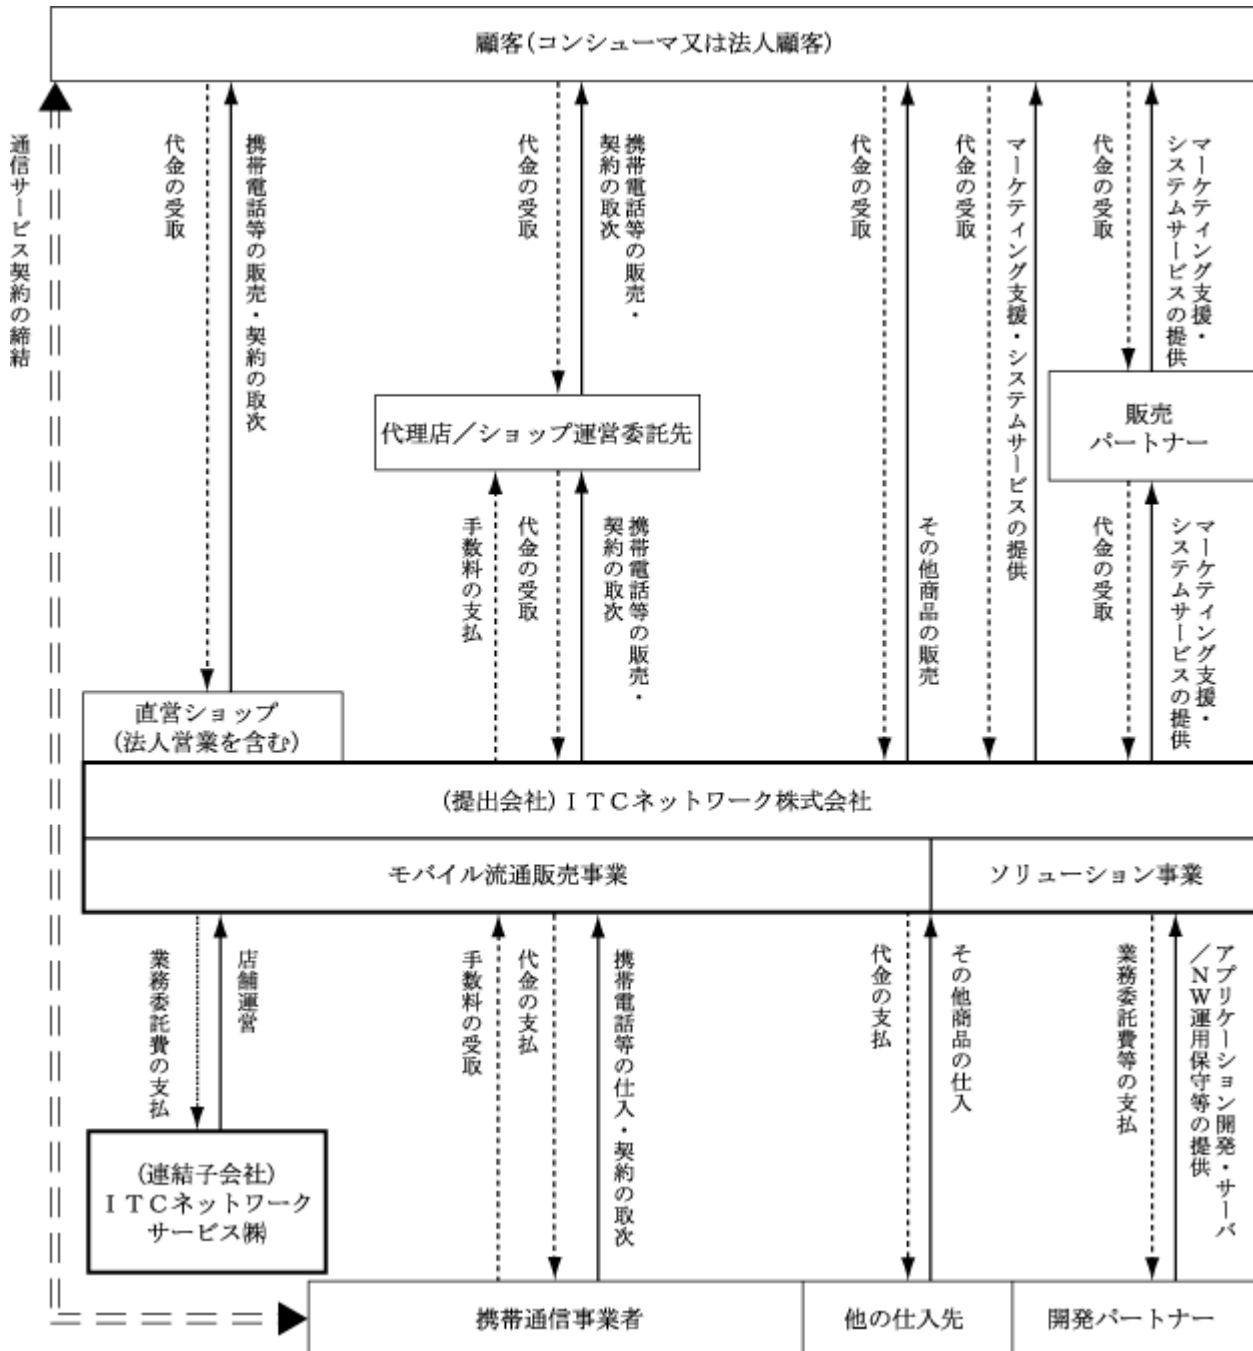 顧客(コンシューマ又は法人顧客)
通信サービス契約の締結
代金の受取
携帯電話等の販売・契約の取次
代金の受取
携帯電話等の販売・
契約の取次
代金の受取
代金の受取
マーケティング支援・システムサービスの提供
代金の受取
マーケティング支援・
システムサービスの提供
代理店／ショップ運営委託先
販売
パートナー
手数料の支払
代金の受取
携帯電話等の販売・
契約の取次
その他商品の販売
代金の受取
マーケティング支援・
システムサービスの提供
直営ショップ
(法人営業を含む)
(提出会社)ＩＴＣネットワーク株式会社
モバイル流通販売事業
ソリューション事業
業務委託費の支払
店舗運営
手数料の受取
代金の支払
携帯電話等の仕入・契約の取次
代金の支払
その他商品の仕入
業務委託費等の支払
アプリケーション開発・サーバ
／ＮＷ運用保守等の提供
(連結子会社)
ＩＴＣネットワーク
サービス㈱
携帯通信事業者
他の仕入先
開発パートナー